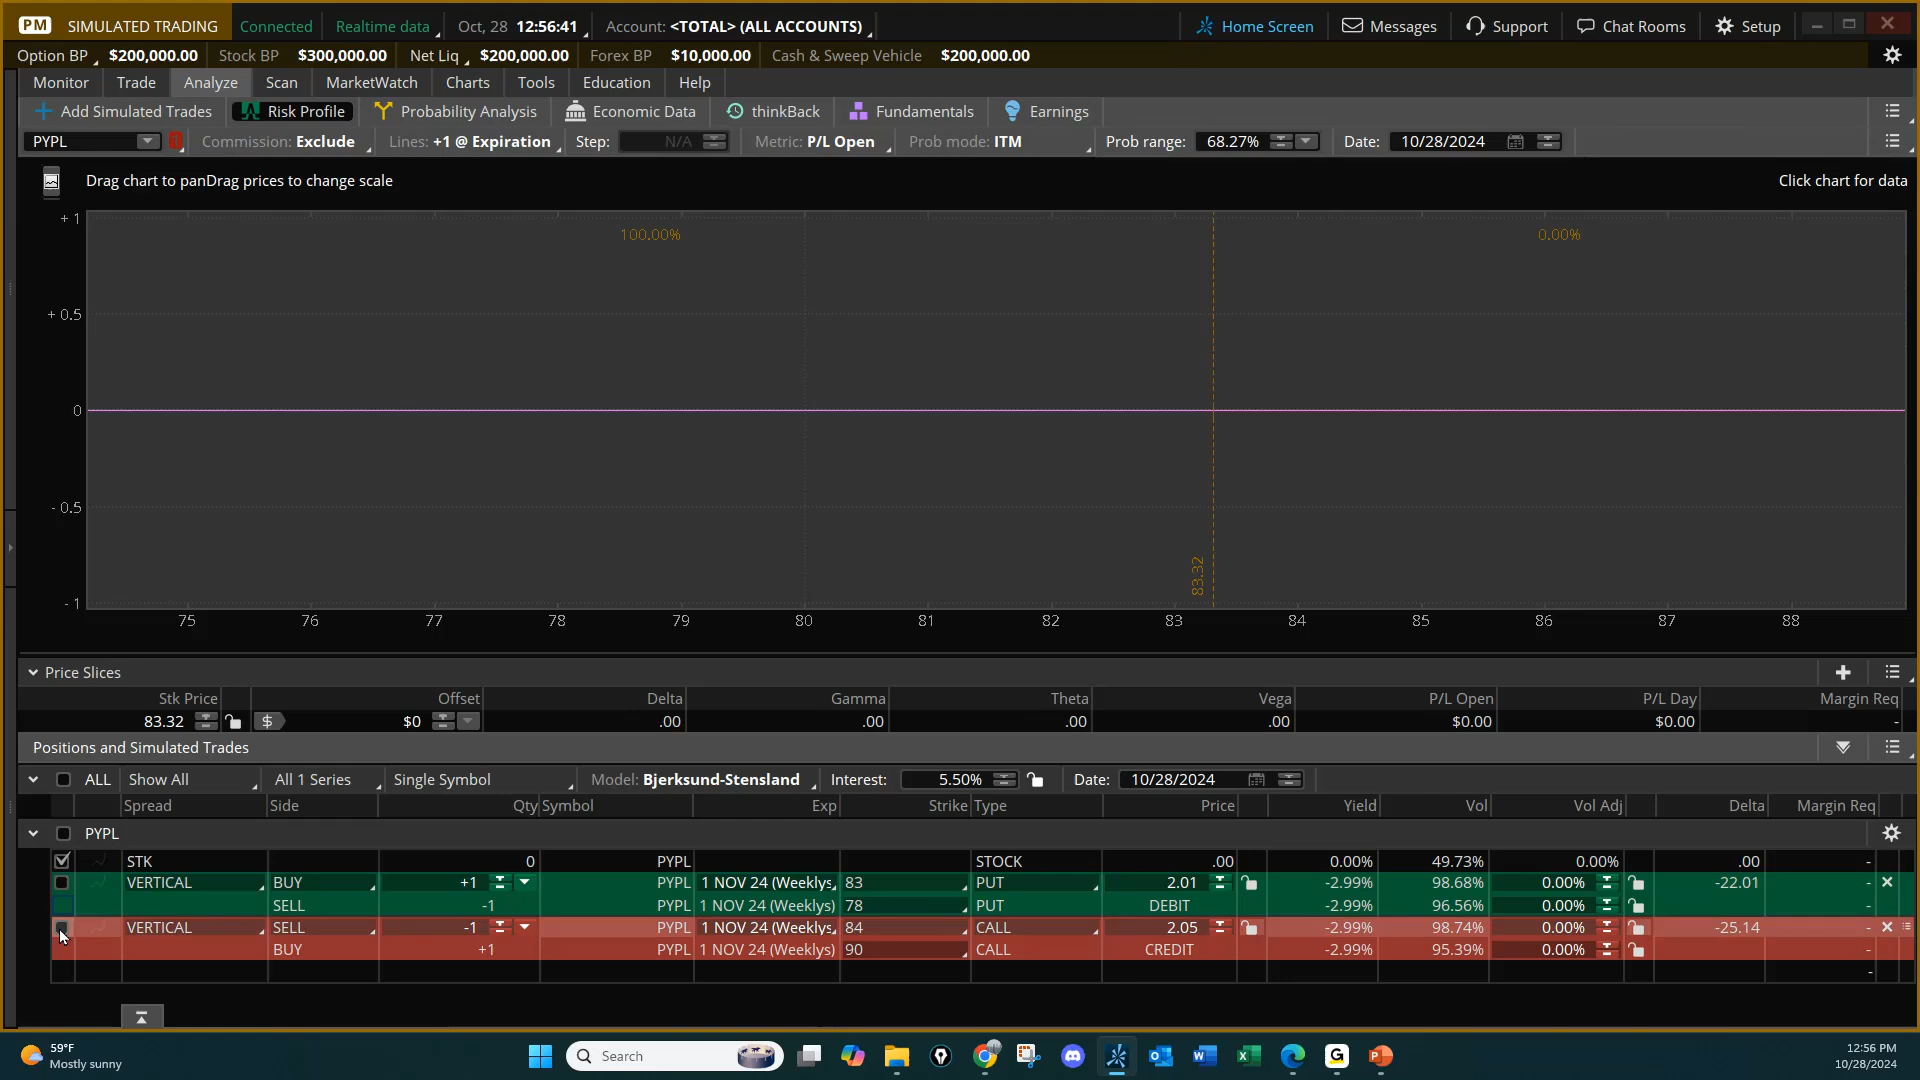 PM SIMULATED TRADING Connected Realtime data Oct, 28 12:56:41 Account: <TOTAL> (ALL ACCOUNTS) Home Screen Messages Support Chat Rooms Setup
Option BP $200,000.00 Stock BP $300,000.00 Net Liq $200,000.00 Forex BP $10,000.00 Cash & Sweep Vehicle $200,000.00
Monitor Trade Analyze Scan MarketWatch Charts Tools Education Help
Add Simulated Trades Risk Profile Probability Analysis Economic Data thinkBack Fundamentals Earnings
PYPL Commission: Exclude Lines: +1 @ Expiration Step: N/A Metric: P/L Open Prob mode: ITM Prob range: 68.27% Date: 10/28/2024
Drag chart to panDrag prices to change scale Click chart for data
+ 1
100.00% 0.00%
+ 0.5
0
- 0.5
83.32
- 1
75 76 77 78 79 80 81 82 83 84 85 86 87 88
Price Slices
Stk Price Offset Delta Gamma Theta Vega P/L Open P/L Day Margin Req
83.32 $ $0 .00 .00 .00 .00 $0.00 $0.00 -
Positions and Simulated Trades
ALL Show All All 1 Series Single Symbol Model: Bjerksund-Stensland Interest: 5.50% Date: 10/28/2024
Spread Side Qty Symbol Exp Strike Type Price Yield Vol Vol Adj Delta Margin Req
PYPL
STK 0 PYPL STOCK .00 0.00% 49.73% 0.00% .00 -
VERTICAL BUY +1 PYPL 1 NOV 24 (Weeklys 83 PUT 2.01 -2.99% 98.68% 0.00% -22.01 -
SELL -1 PYPL 1 NOV 24 (Weeklys) 78 PUT DEBIT -2.99% 96.56% 0.00% -
VERTICAL SELL -1 PYPL 1 NOV 24 (Weeklys 84 CALL 2.05 -2.99% 98.74% 0.00% -25.14 -
BUY +1 PYPL 1 NOV 24 (Weeklys) 90 CALL CREDIT -2.99% 95.39% 0.00% -
-
59°F
Mostly sunny
Search
12:56 PM
10/28/2024